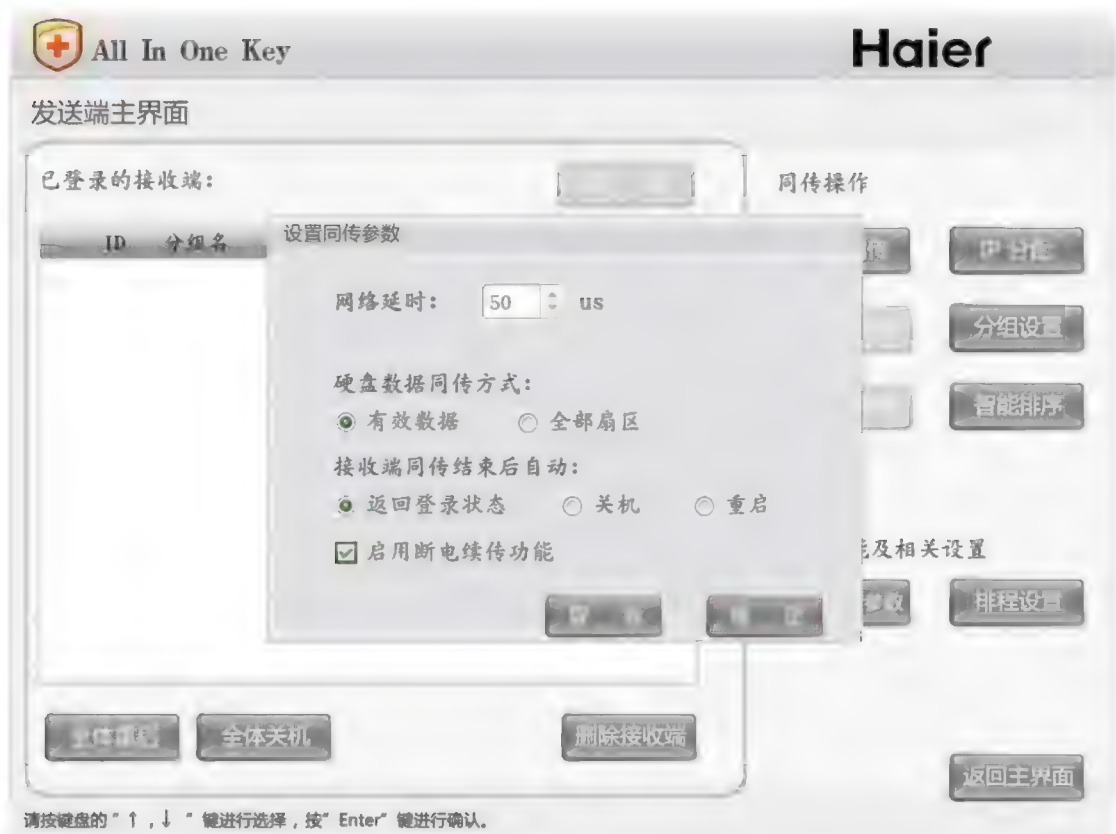 All In One Key
Haier
发送端主界面
已登录的接收端：
同传操作
ID 分组名
设置同传参数
网络延时： 50 us
分组设置
硬盘数据同传方式：
智能排序
有效数据 全部扇区
接收端同传结束后自动：
返回登录状态 关机 重启
启用断电续传功能
及相关设置
参数 排程设置
全体关机 删除接收端
返回主界面
请按键盘的"↑,↓"键进行选择，按"Enter"键进行确认。